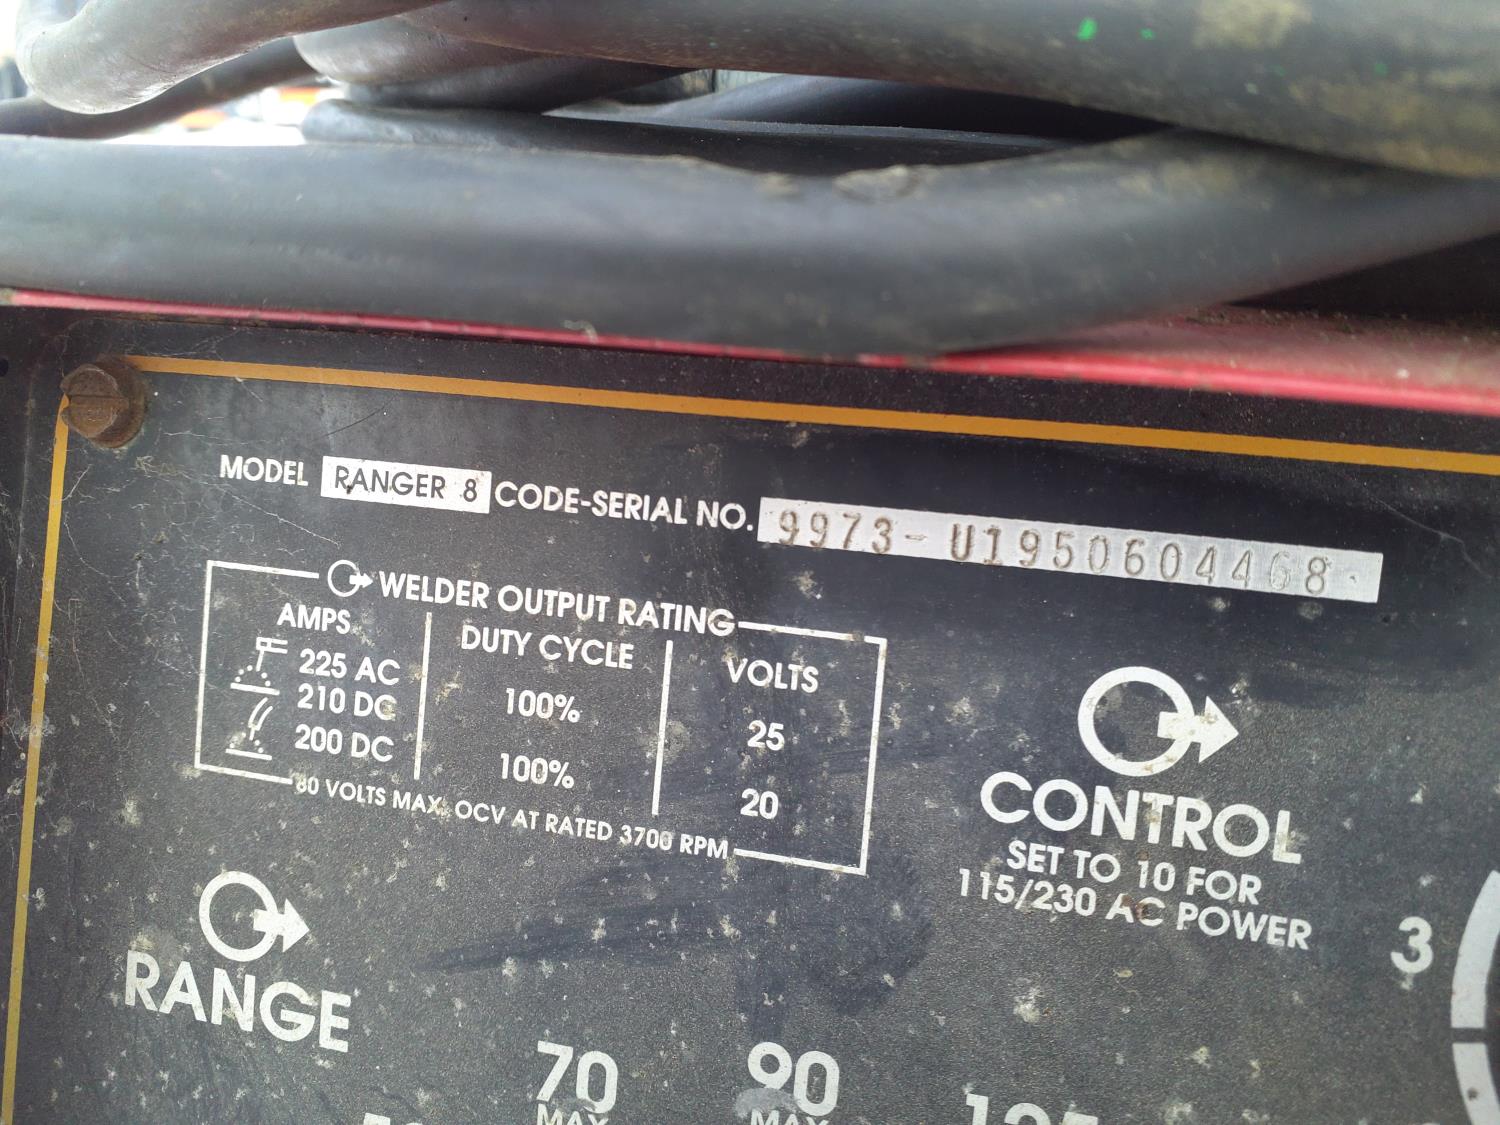 MODEL RANGER 8 CODE-SERIAL NO. 9973-U1950604468
WELDER OUTPUT RATING
AMPS DUTY CYCLE VOLTS
225 AC
210 DC 100% 25
200 DC 100% 20
80 VOLTS MAX. OCV AT RATED 3700 RPM
CONTROL
SET TO 10 FOR
115/230 AC POWER
3
RANGE
70 90
MAX MAX